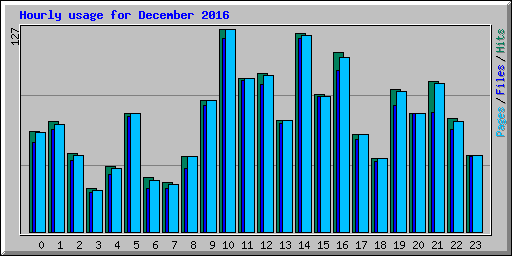 Hourly usage for December 2016
127
Pages/Files/Hits
0 1 2 3 4 5 6 7 8 9 10 11 12 13 14 15 16 17 18 19 20 21 22 23